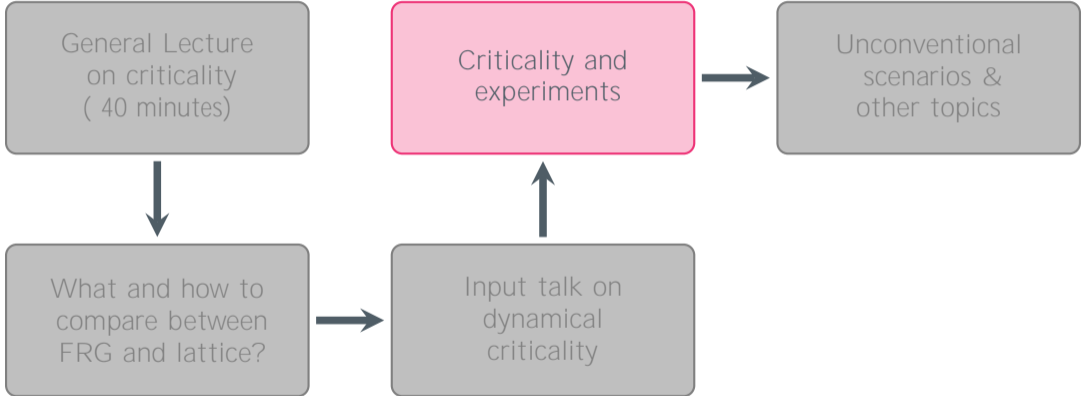 General Lecture
on criticality
( 40 minutes)
What and how to
compare between
FRG and lattice?
Input talk on
dynamical
criticality
Criticality and
experiments
Unconventional
scenarios &
other topics